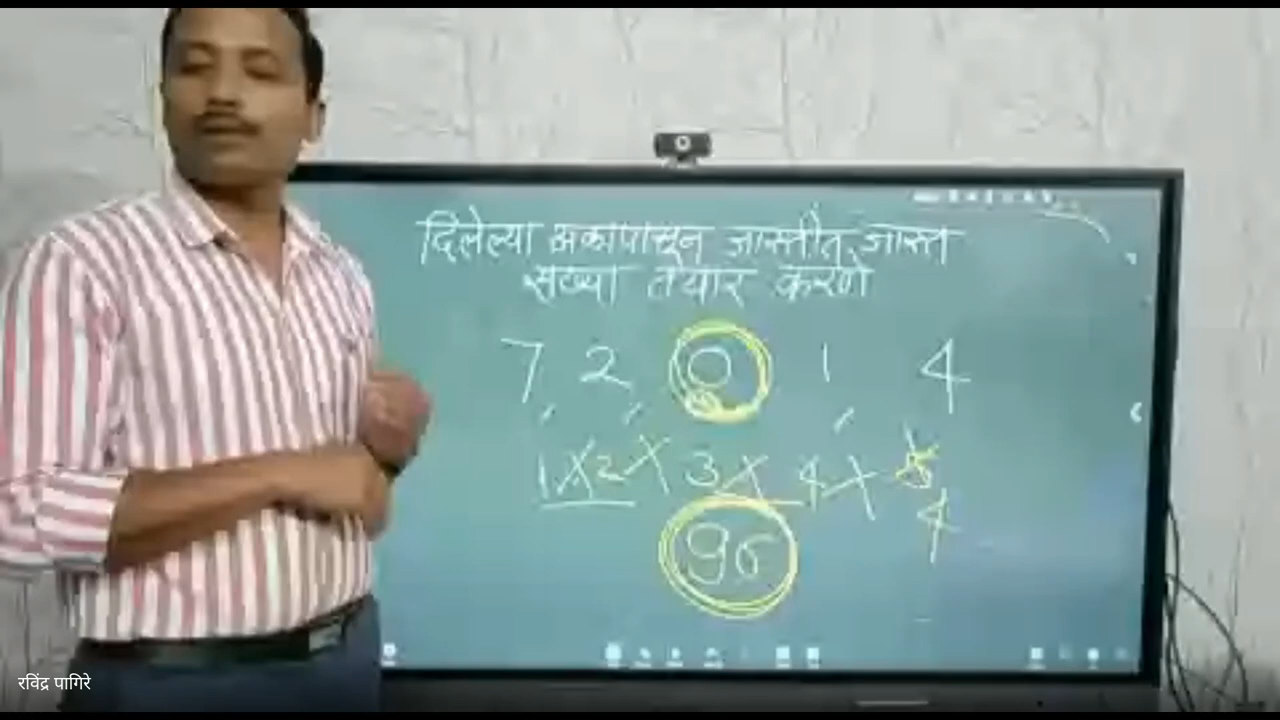 दिलेल्या अंकापासून जास्तीत जास्त
संख्या तयार करणे
7, 2, 0 1, 4
1 x 2 x 3 x 4 x 5
4
96
रविंद्र पागिरे